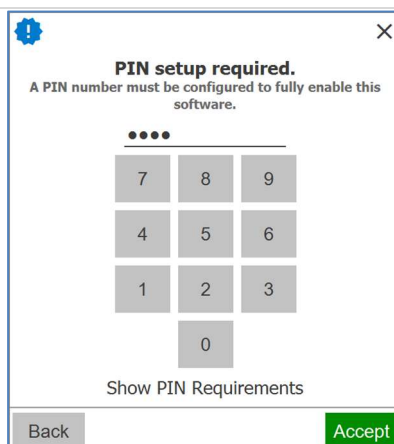 PIN setup required.
A PIN number must be configured to fully enable this
software.
••••
7 8 9
4 5 6
1 2 3
0
Show PIN Requirements
Back Accept